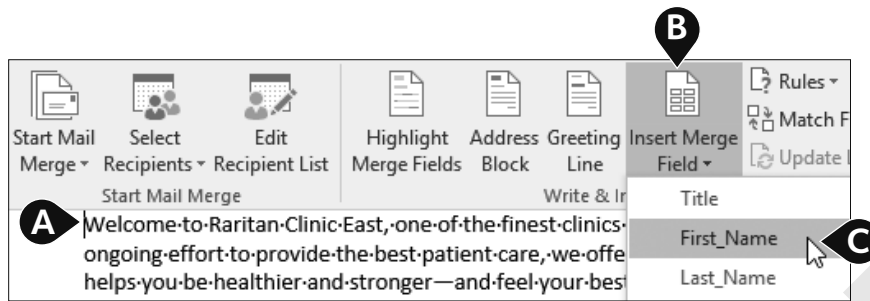 B
Rules
Start Mail Select Edit Highlight Address Greeting Insert Merge Match F
Merge Recipients Recipient List Merge Fields Block Line Field Update
Start Mail Merge Write & In
Title
A Welcome·to·Raritan·Clinic·East,·one·of·the·finest·clinics·
First_Name C
ongoing·effort·to·provide·the·best·patient·care,·we·offe
helps·you·be·healthier·and·stronger—and·feel·your·best
Last_Name